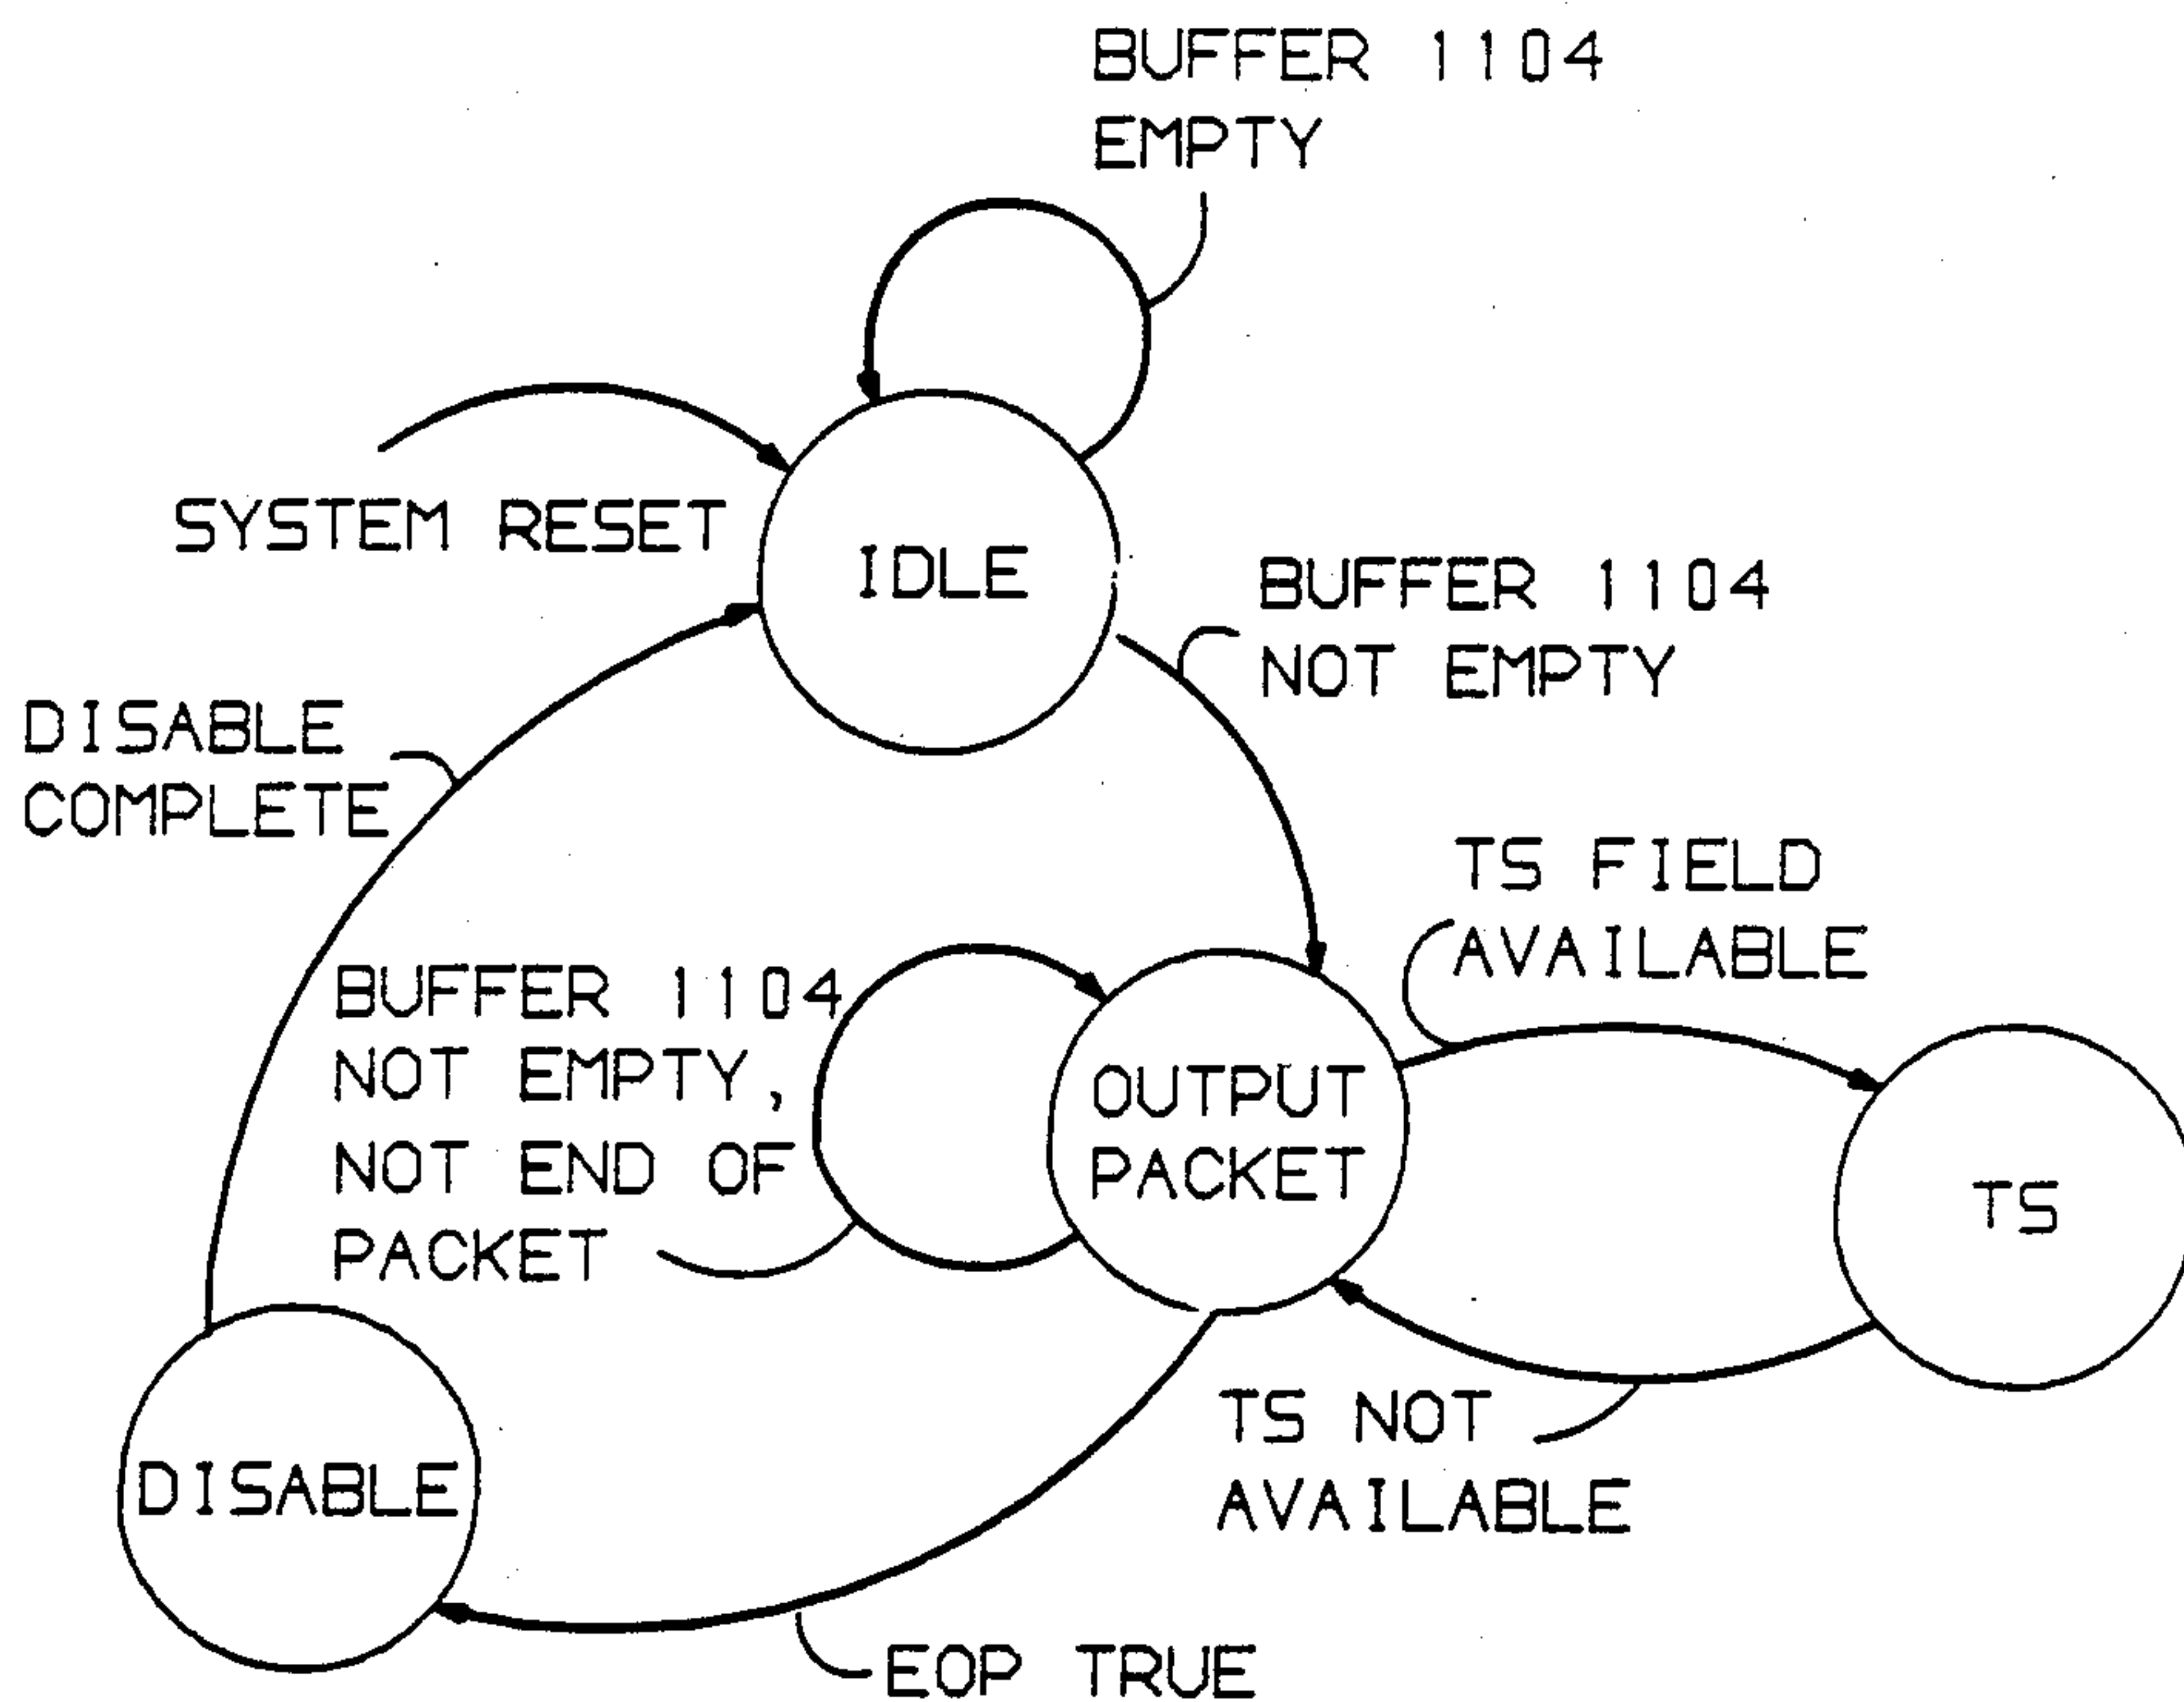 BUFFER 1104
EMPTY
SYSTEM RESET
IDLE
BUFFER 1104
NOT EMPTY
DISABLE
COMPLETE
TS FIELD
AVAILABLE
BUFFER 1104
NOT EMPTY,
NOT END OF
PACKET
OUTPUT
PACKET
TS
TS NOT
AVAILABLE
DISABLE
EOP TRUE